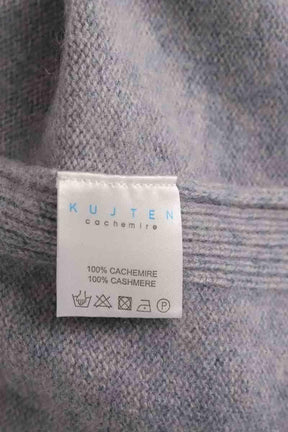 KUJTEN
cachemire
100% CACHEMIRE
100% CASHMERE
P